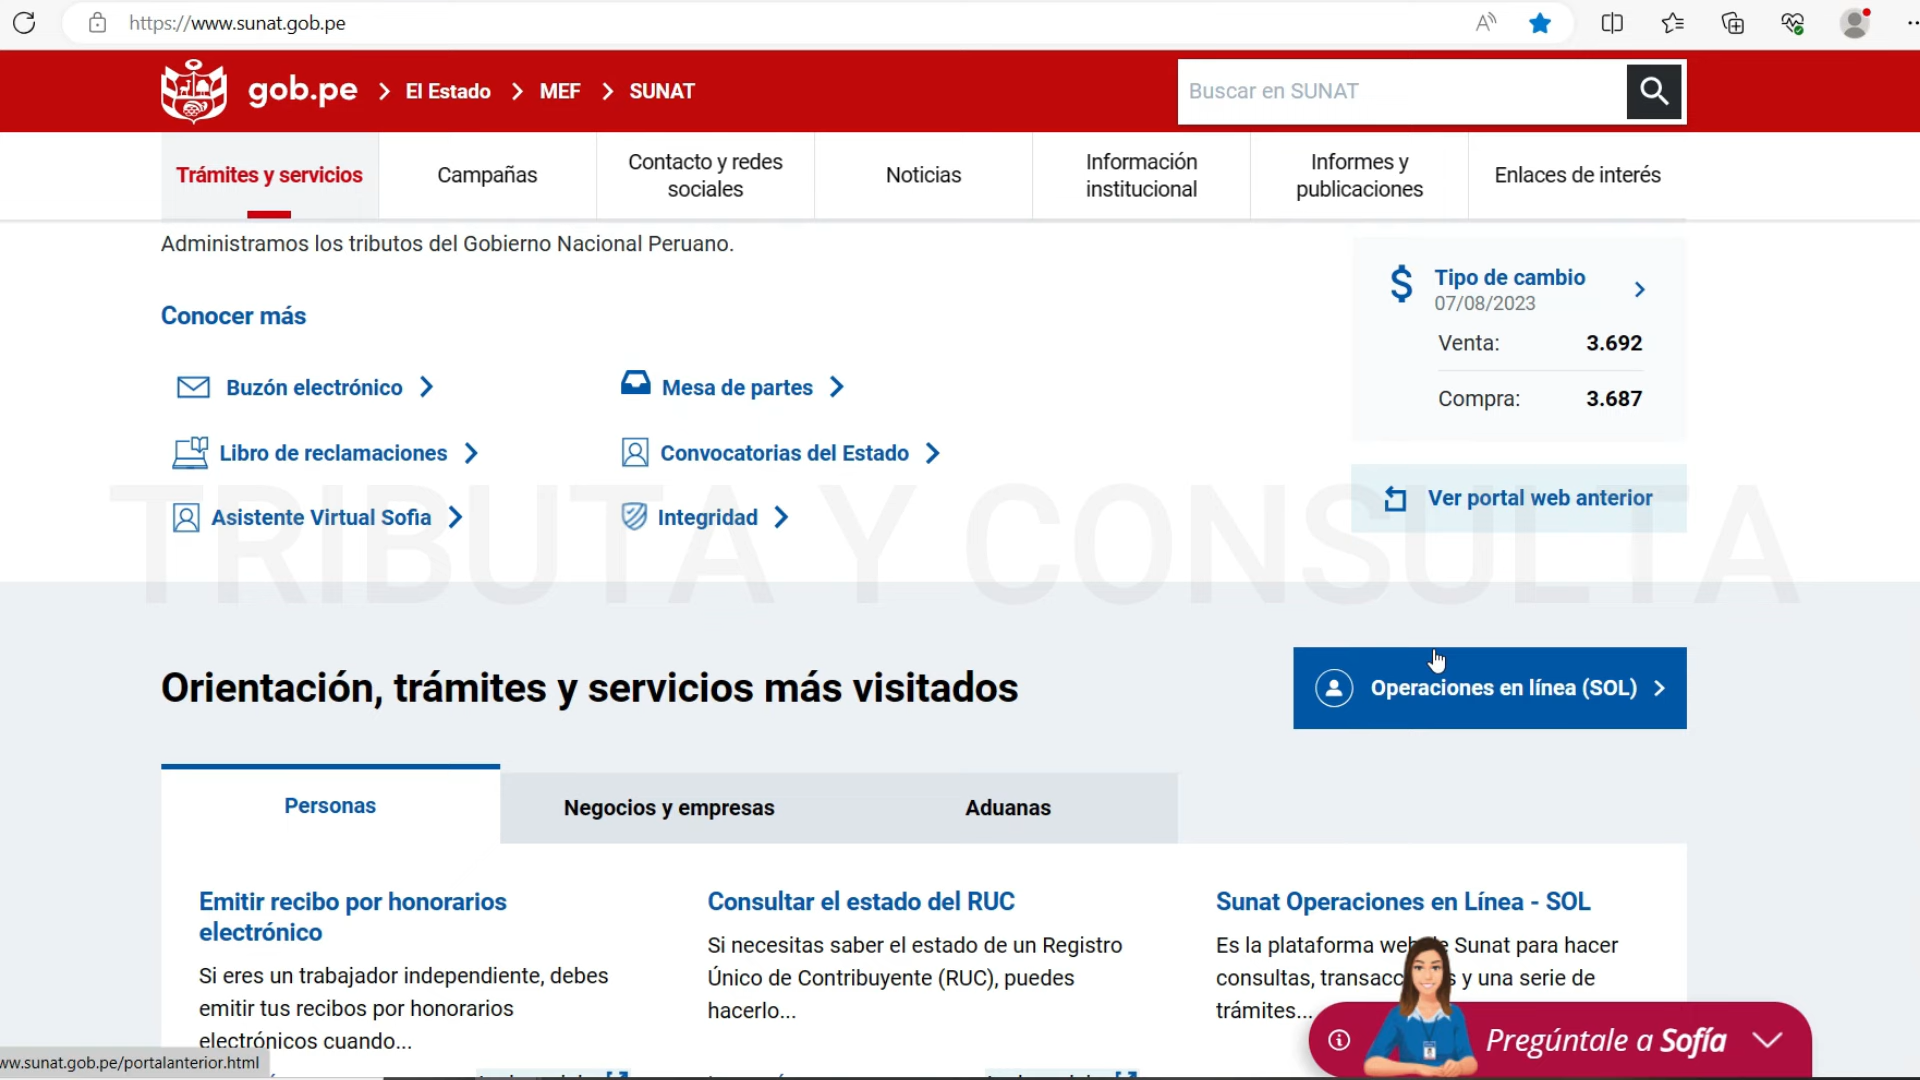 https://www.sunat.gob.pe
gob.pe > El Estado > MEF > SUNAT
Buscar en SUNAT
Trámites y servicios
Campañas
Contacto y redes
sociales
Noticias
Información
institucional
Informes y
publicaciones
Enlaces de interés
Administramos los tributos del Gobierno Nacional Peruano.
Tipo de cambio
07/08/2023
Venta: 3.692
Compra: 3.687
Conocer más
Buzón electrónico
Mesa de partes
Libro de reclamaciones
Convocatorias del Estado
Asistente Virtual Sofia
Integridad
Ver portal web anterior
TRIBUTA Y CONSULTA
Orientación, trámites y servicios más visitados
Operaciones en línea (SOL)
Personas
Negocios y empresas
Aduanas
Emitir recibo por honorarios
electrónico
Si eres un trabajador independiente, debes
emitir tus recibos por honorarios
electrónicos cuando...
Consultar el estado del RUC
Si necesitas saber el estado de un Registro
Único de Contribuyente (RUC), puedes
hacerlo...
Sunat Operaciones en Línea - SOL
Es la plataforma Sunat para hacer
consultas, y una serie de
trámites...
Pregúntale a Sofía
ww.sunat.gob.pe/portalanterior.html